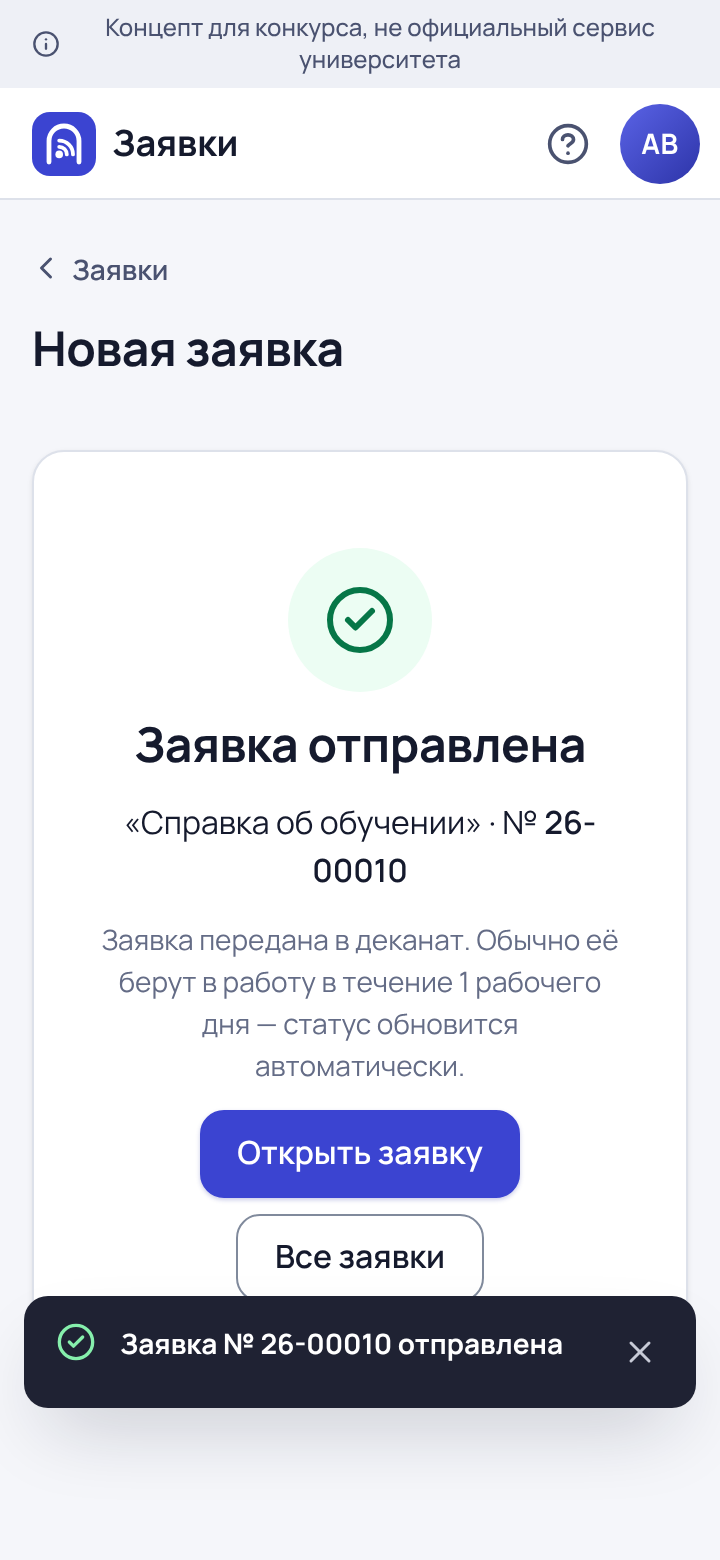 Концепт для конкурса, не официальный сервис
университета
Заявки
АВ
Заявки
Новая заявка
Заявка отправлена
«Справка об обучении» · № 26-
00010
Заявка передана в деканат. Обычно её
берут в работу в течение 1 рабочего
дня — статус обновится
автоматически.
Открыть заявку
Все заявки
Заявка № 26-00010 отправлена